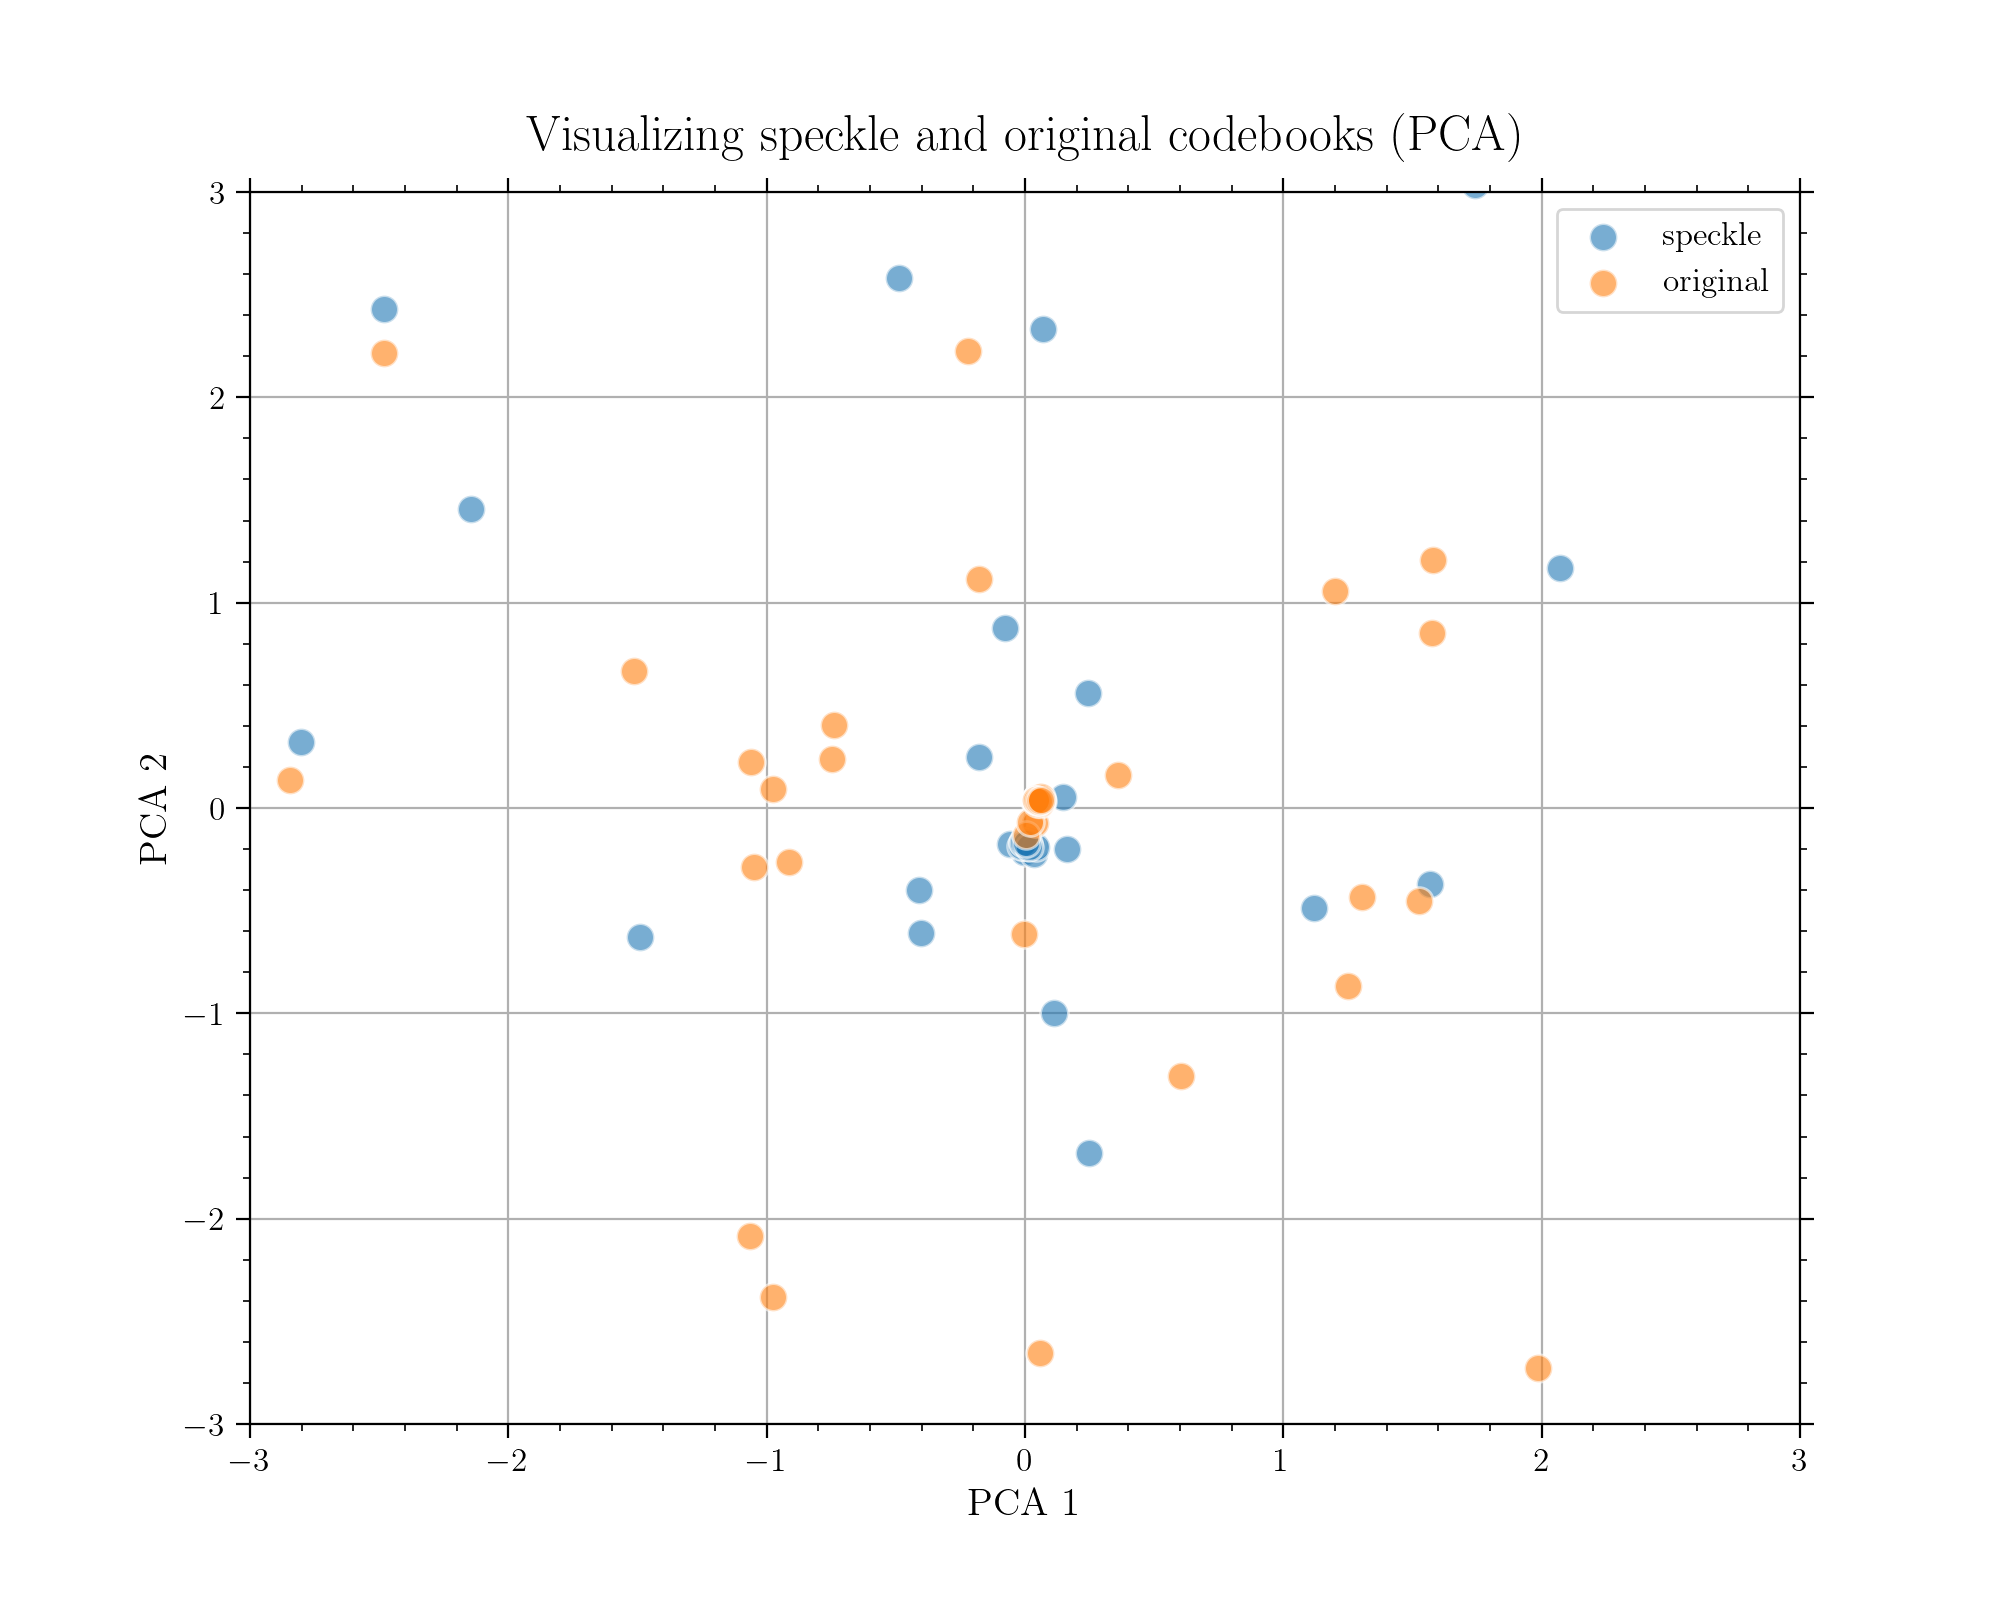 Visualizing speckle and original codebooks (PCA)
speckle
original
PCA 2
3
2
1
0
−1
−2
−3
−3 −2 −1 0 1 2 3
PCA 1